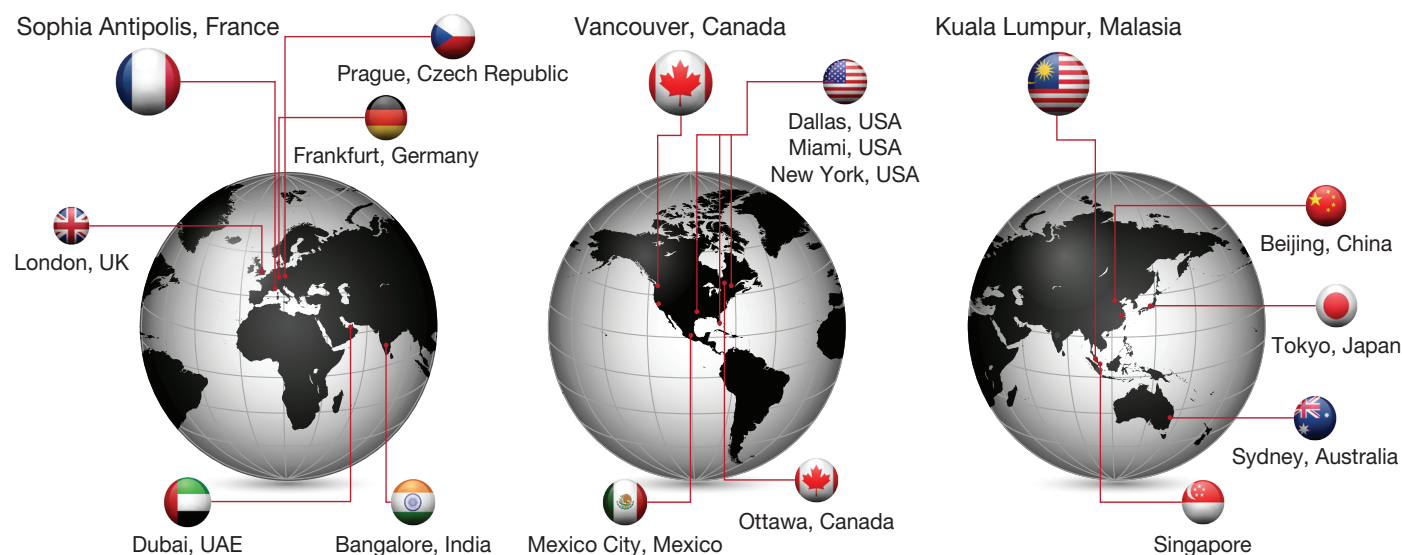 Sophia Antipolis, France
Prague, Czech Republic
Frankfurt, Germany
London, UK
Dubai, UAE
Bangalore, India
Vancouver, Canada
Dallas, USA
Miami, USA
New York, USA
Mexico City, Mexico
Ottawa, Canada
Kuala Lumpur, Malasia
Beijing, China
Tokyo, Japan
Sydney, Australia
Singapore